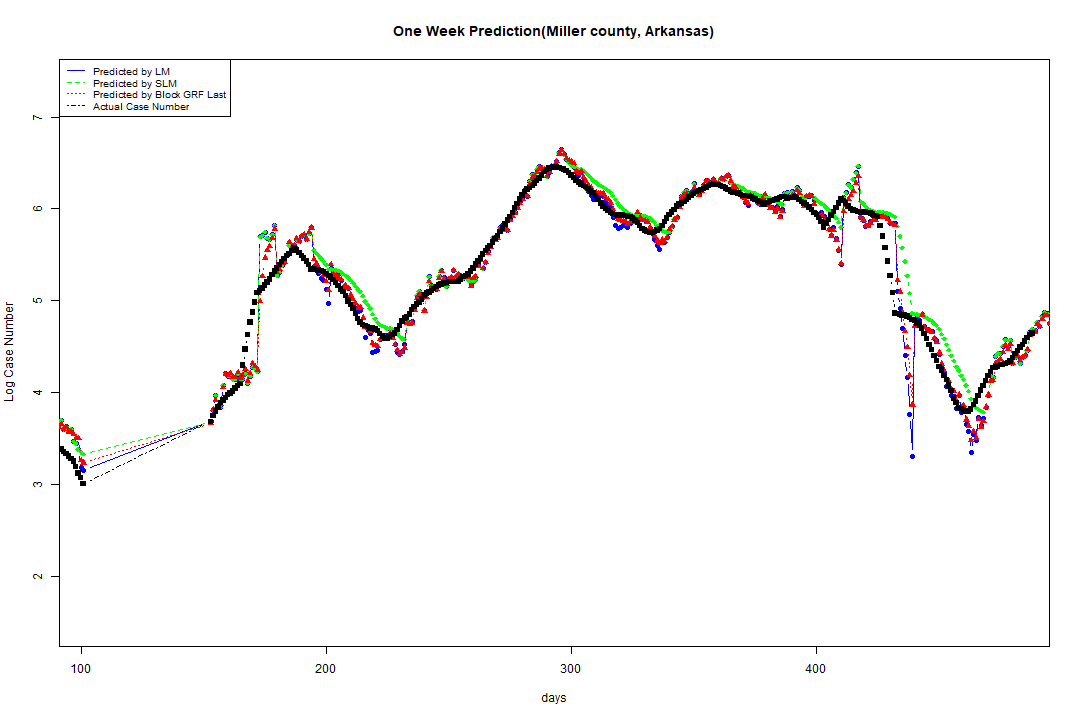 One Week Prediction(Miller county, Arkansas)
Predicted by LM
Predicted by SLM
Predicted by Block GRF Last
Actual Case Number
7
6
5
4
3
2
Log Case Number
100 200 300 400
days